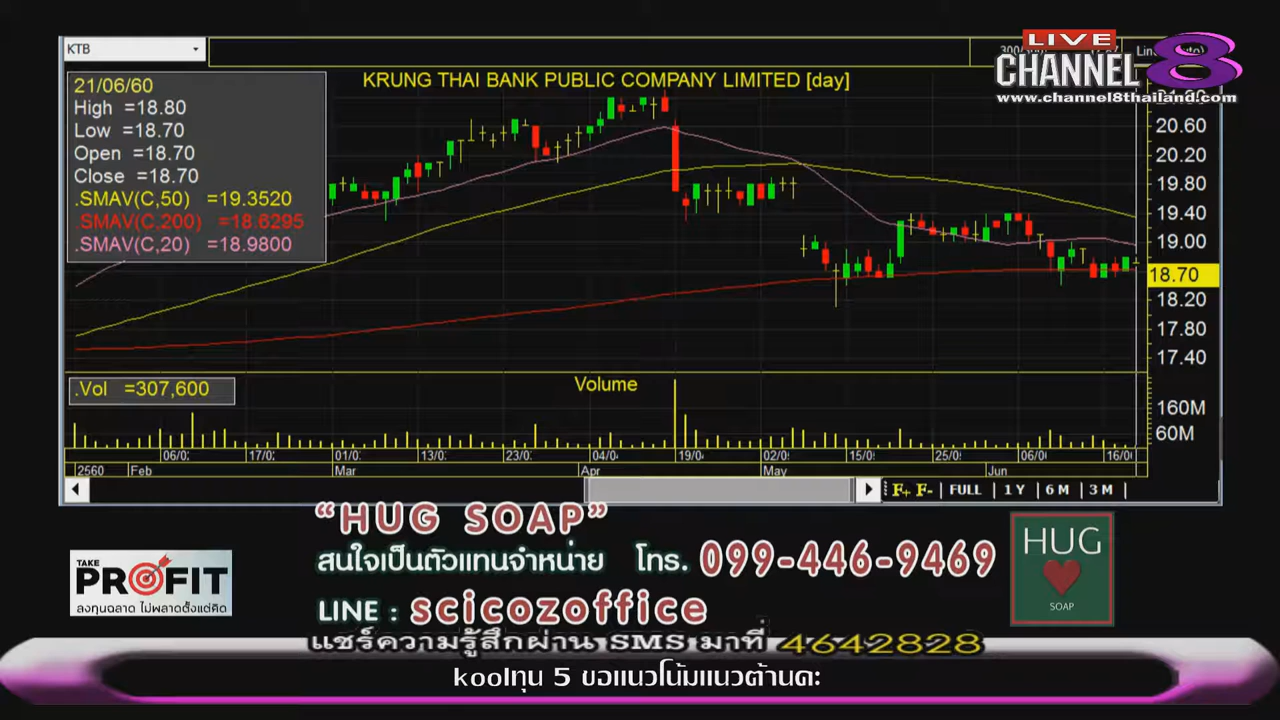 KTB
LIVE
CHANNEL 8
www.channel8thailand.com
KRUNG THAI BANK PUBLIC COMPANY LIMITED [day]
21/06/60
High =18.80
Low =18.70
Open =18.70
Close =18.70
.SMAV(C,50) =19.3520
.SMAV(C,200) =18.6295
.SMAV(C,20) =18.9800
20.60
20.20
19.80
19.40
19.00
18.70
18.20
17.80
17.40
.Vol =307,600
Volume
160M
60M
06/0 17/0 01/0 13/0 23/0 04/0 19/0 02/0 15/0 25/0 06/0 16/0
2560 Feb Mar Apr May Jun
F+ F- FULL 1 Y 6 M 3 M
“HUG SOAP”
สนใจเป็นตัวแทนจำหน่าย โทร. 099-446-9469
LINE : scicozoffice
TAKE
PROFIT
ลงทุนฉลาด ไม่พลาดตั้งแต่คิด
HUG
SOAP
แชร์ความรู้สึกผ่าน SMS มาที่ 4642828
koolทุน 5 ขอแนวโน้มแนวต้านคะ